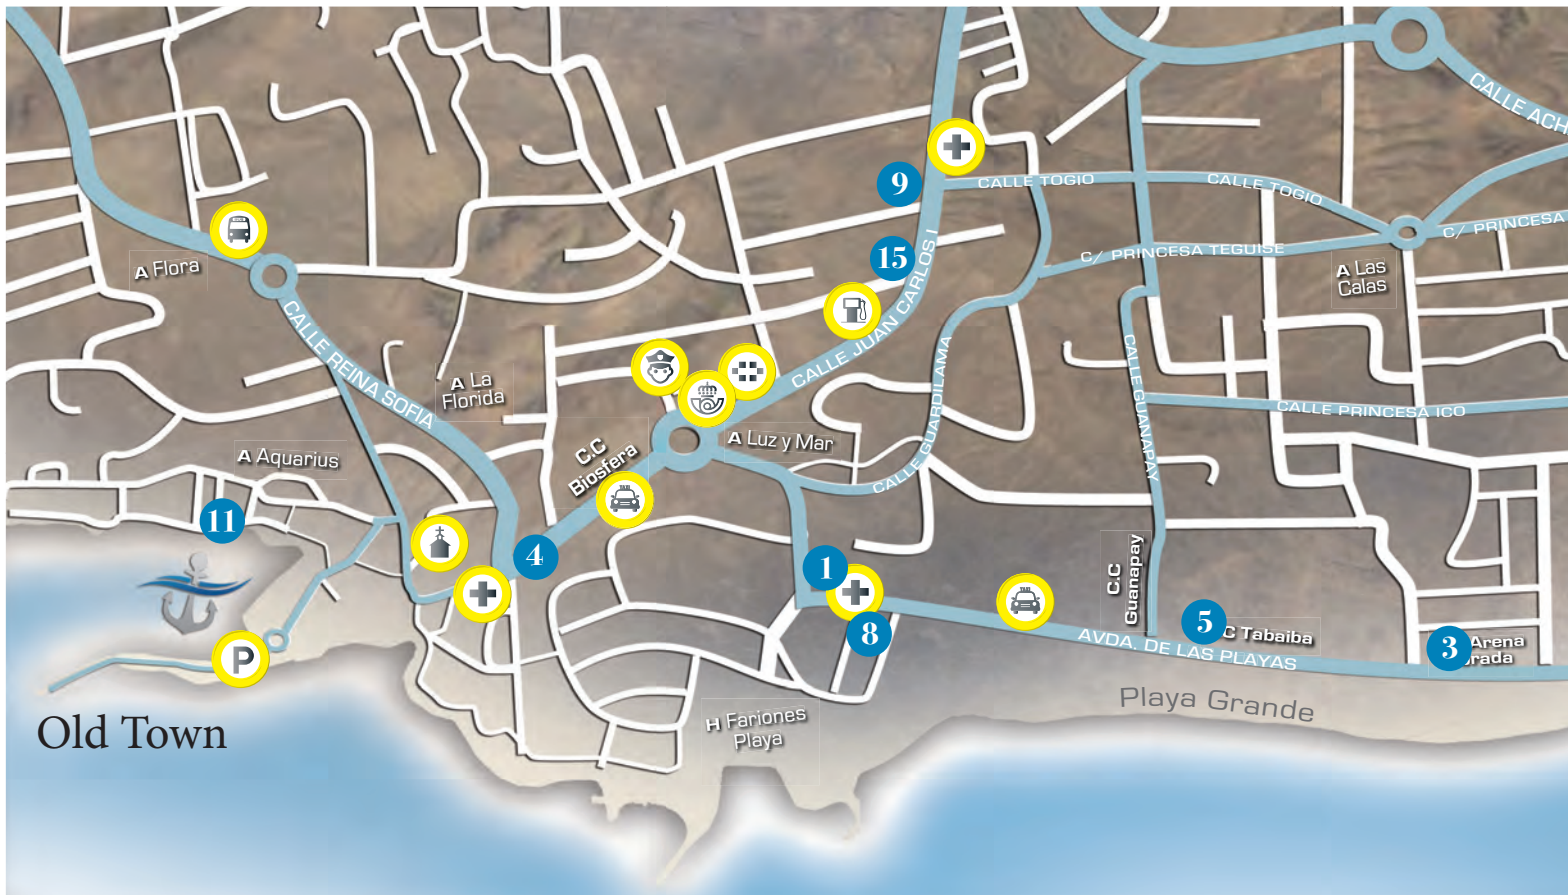 CALLE ACH
9
CALLE TOGIO
CALLE TOGIO
C/ PRINCESA
15
C/ PRINCESA TEGUISE
A Flora
A Las
Calas
CALLE REINA SOFIA
CALLE JUAN CARLOS I
CALLE GUARDILAMA
CALLE GUANAPAY
A La
Florida
CALLE PRINCESA ICO
A Luz y Mar
C.C
Biosfera
A Aquarius
TAXI
11
4
1
C.C
Guanapay
TAXI
5
C Tabaiba
8
AVDA. DE LAS PLAYAS
3
Arena
rada
P
Playa Grande
Old Town
H Fariones
Playa